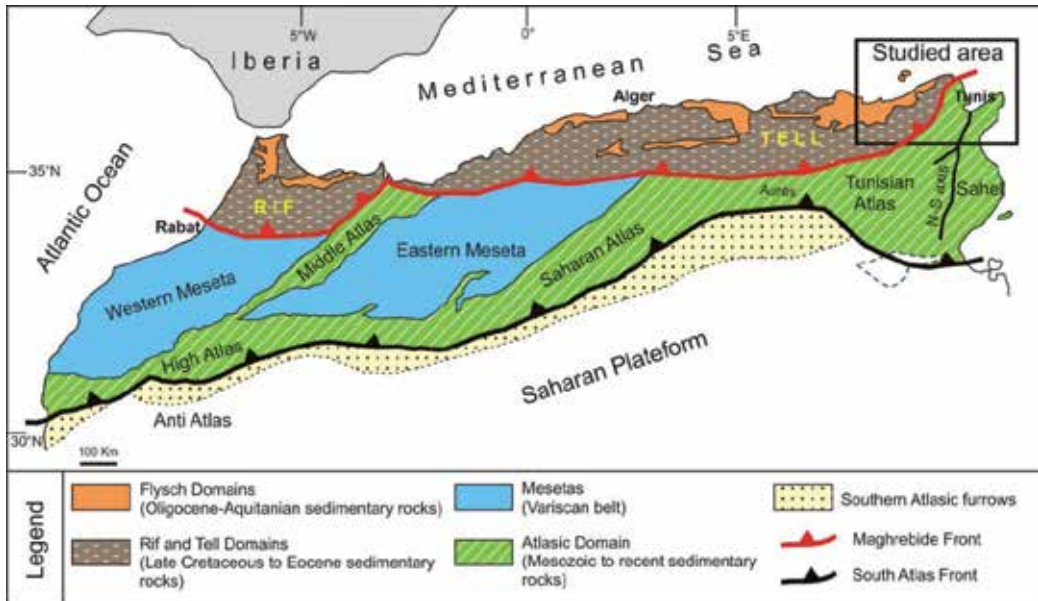 5°W
0°
5°E
Iberia
Mediterranean Sea
Studied area
Alger
Tunis
TELL
35°N
Atlantic Ocean
RIF
Rabat
Aurès
Tunisian
Atlas
N-S axis
Sahel
Middle Atlas
Eastern Meseta
Saharan Atlas
Western Meseta
High Atlas
Saharan Plateform
Anti Atlas
30°N
100 Km
Legend
Flysch Domains
(Oligocene-Aquitanian sedimentary rocks)
Rif and Tell Domains
(Late Cretaceous to Eocene sedimentary
rocks)
Mesetas
(Variscan belt)
Atlasic Domain
(Mesozoic to recent sedimentary
rocks)
Southern Atlasic furrows
Maghrebide Front
South Atlas Front